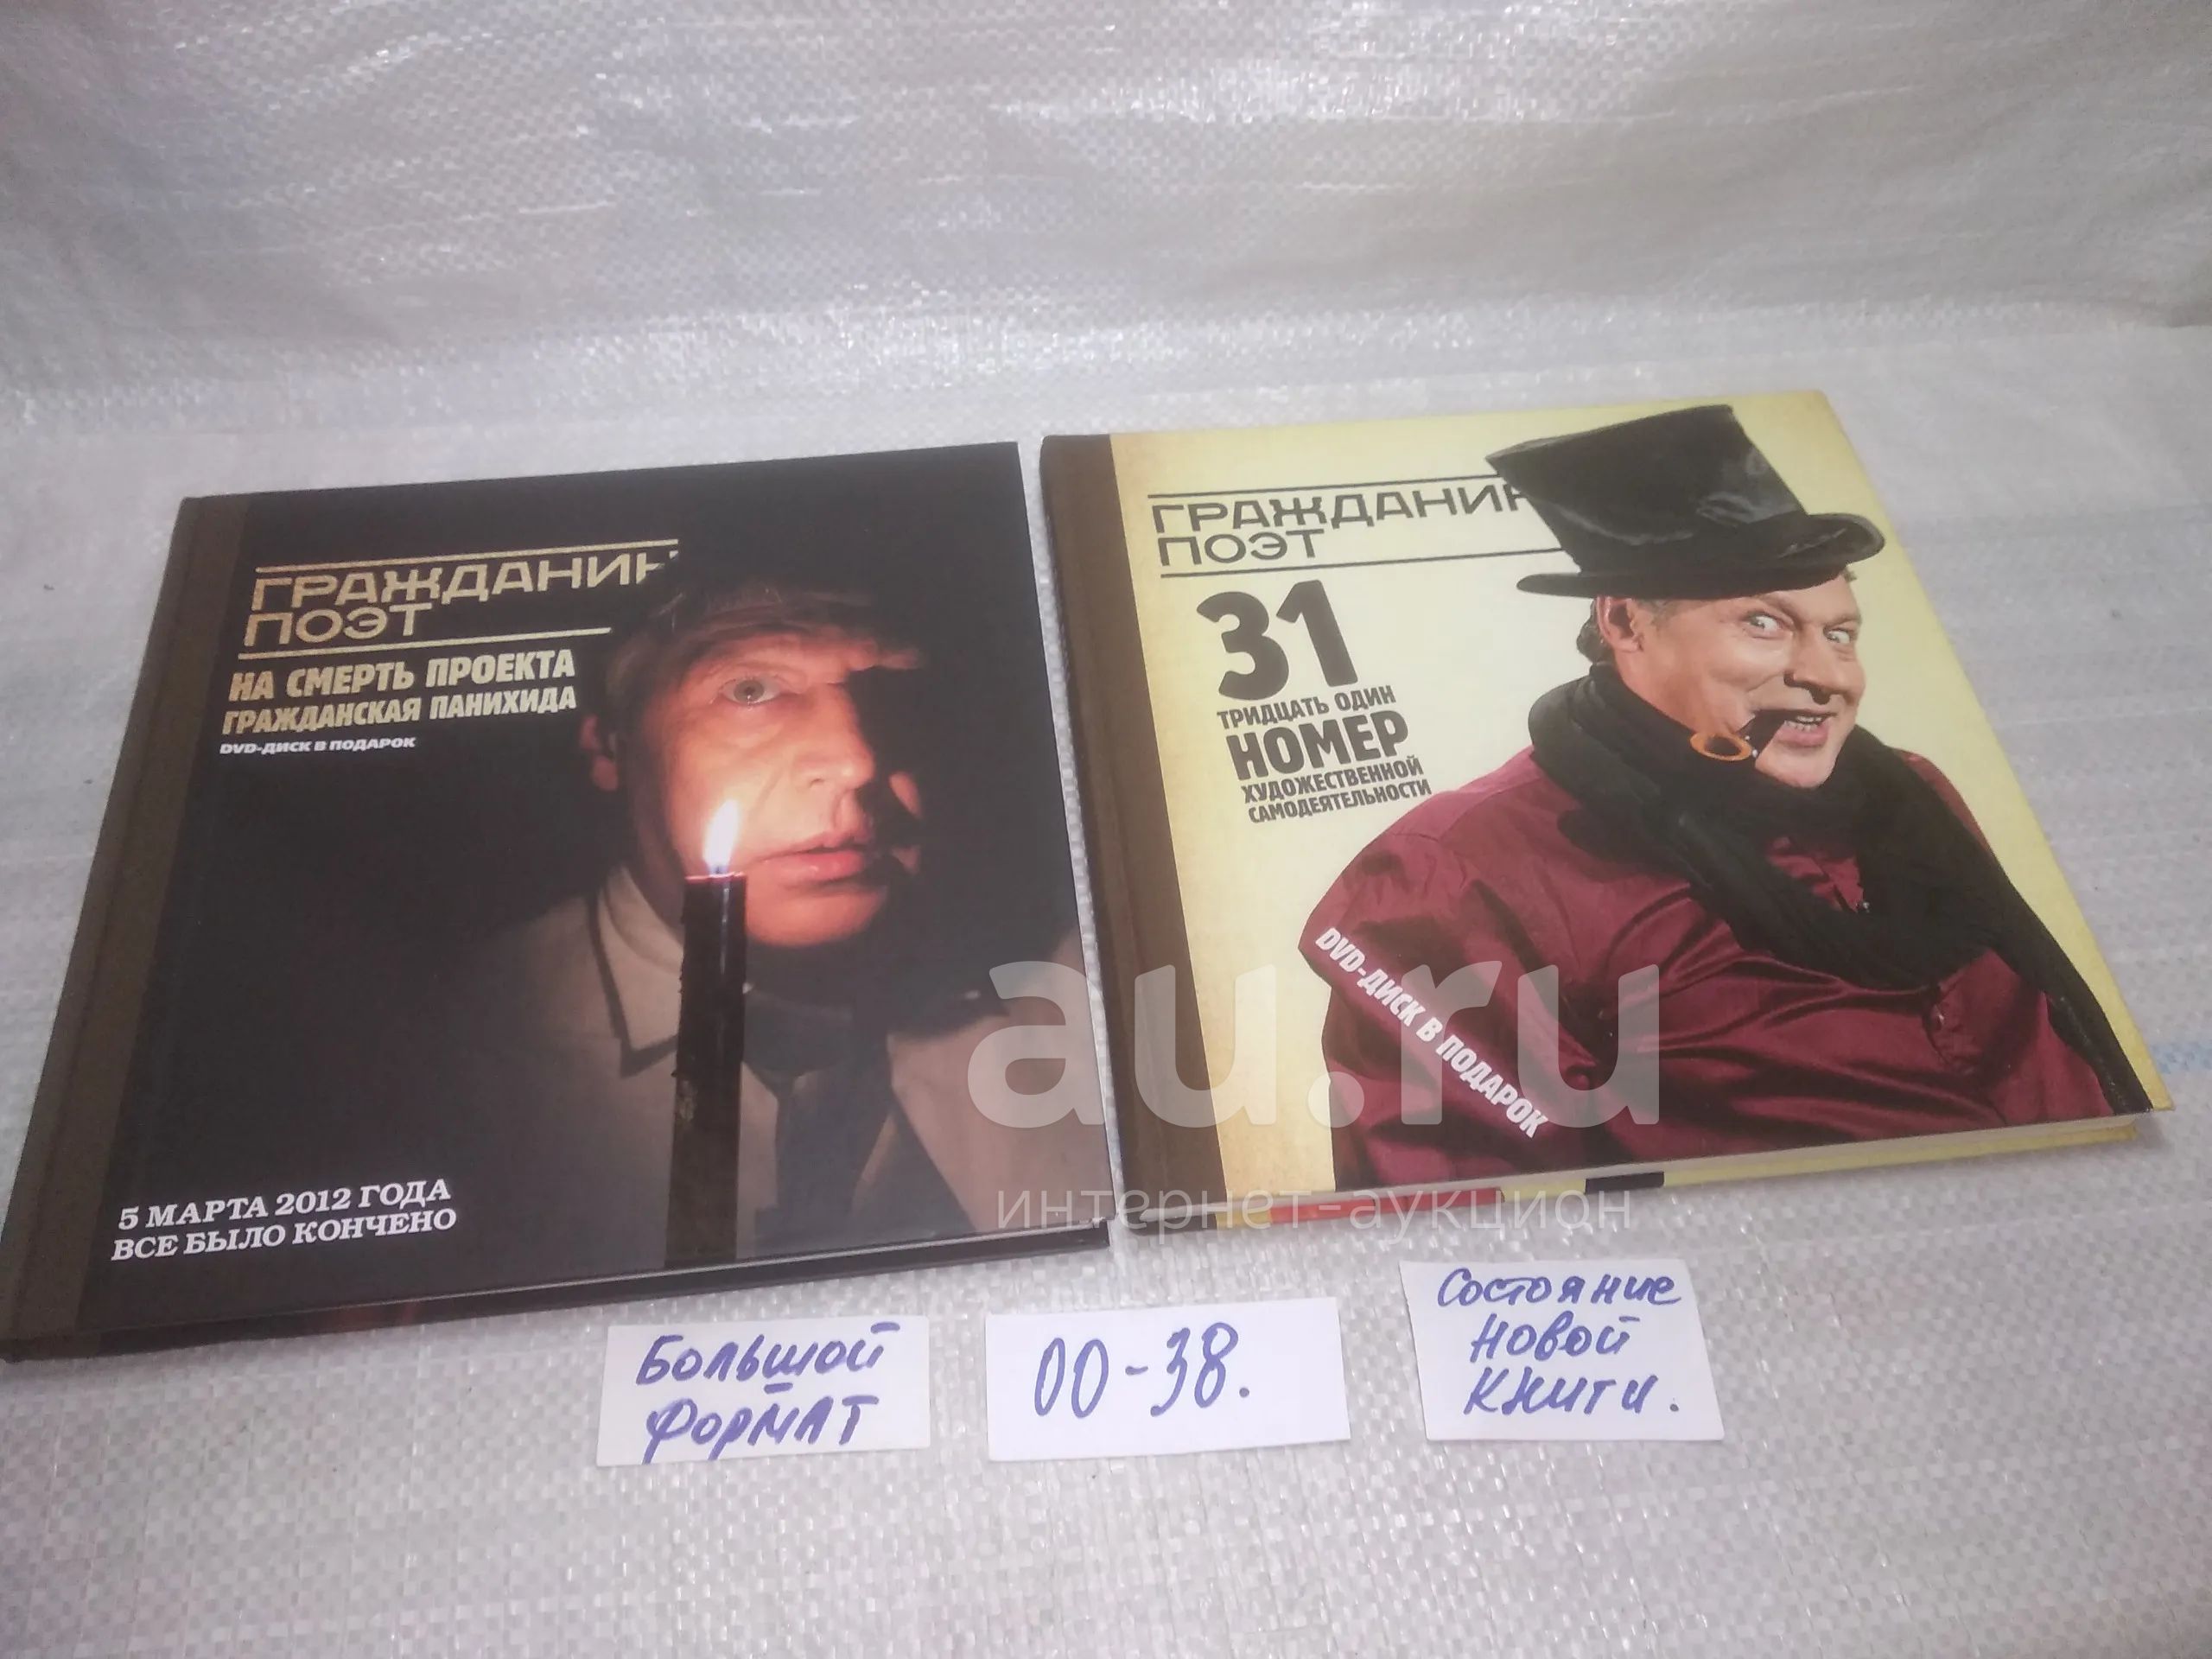 ГРАЖДАНИН
ПОЭТ
НА СМЕРТЬ ПРОЕКТА
ГРАЖДАНСКАЯ ПАНИХИДА
DVD-ДИСК В ПОДАРОК
5 МАРТА 2012 ГОДА
ВСЕ БЫЛО КОНЧЕНО
ГРАЖДАНИН
ПОЭТ
31
ТРИДЦАТЬ ОДИН
НОМЕР
ХУДОЖЕСТВЕННОЙ
САМОДЕЯТЕЛЬНОСТИ
DVD-ДИСК В ПОДАРОК
au.ru
интернет-аукцион
БОЛЬШОЙ
ФОРМАТ
00-38.
Состояние
Новой
Книги.